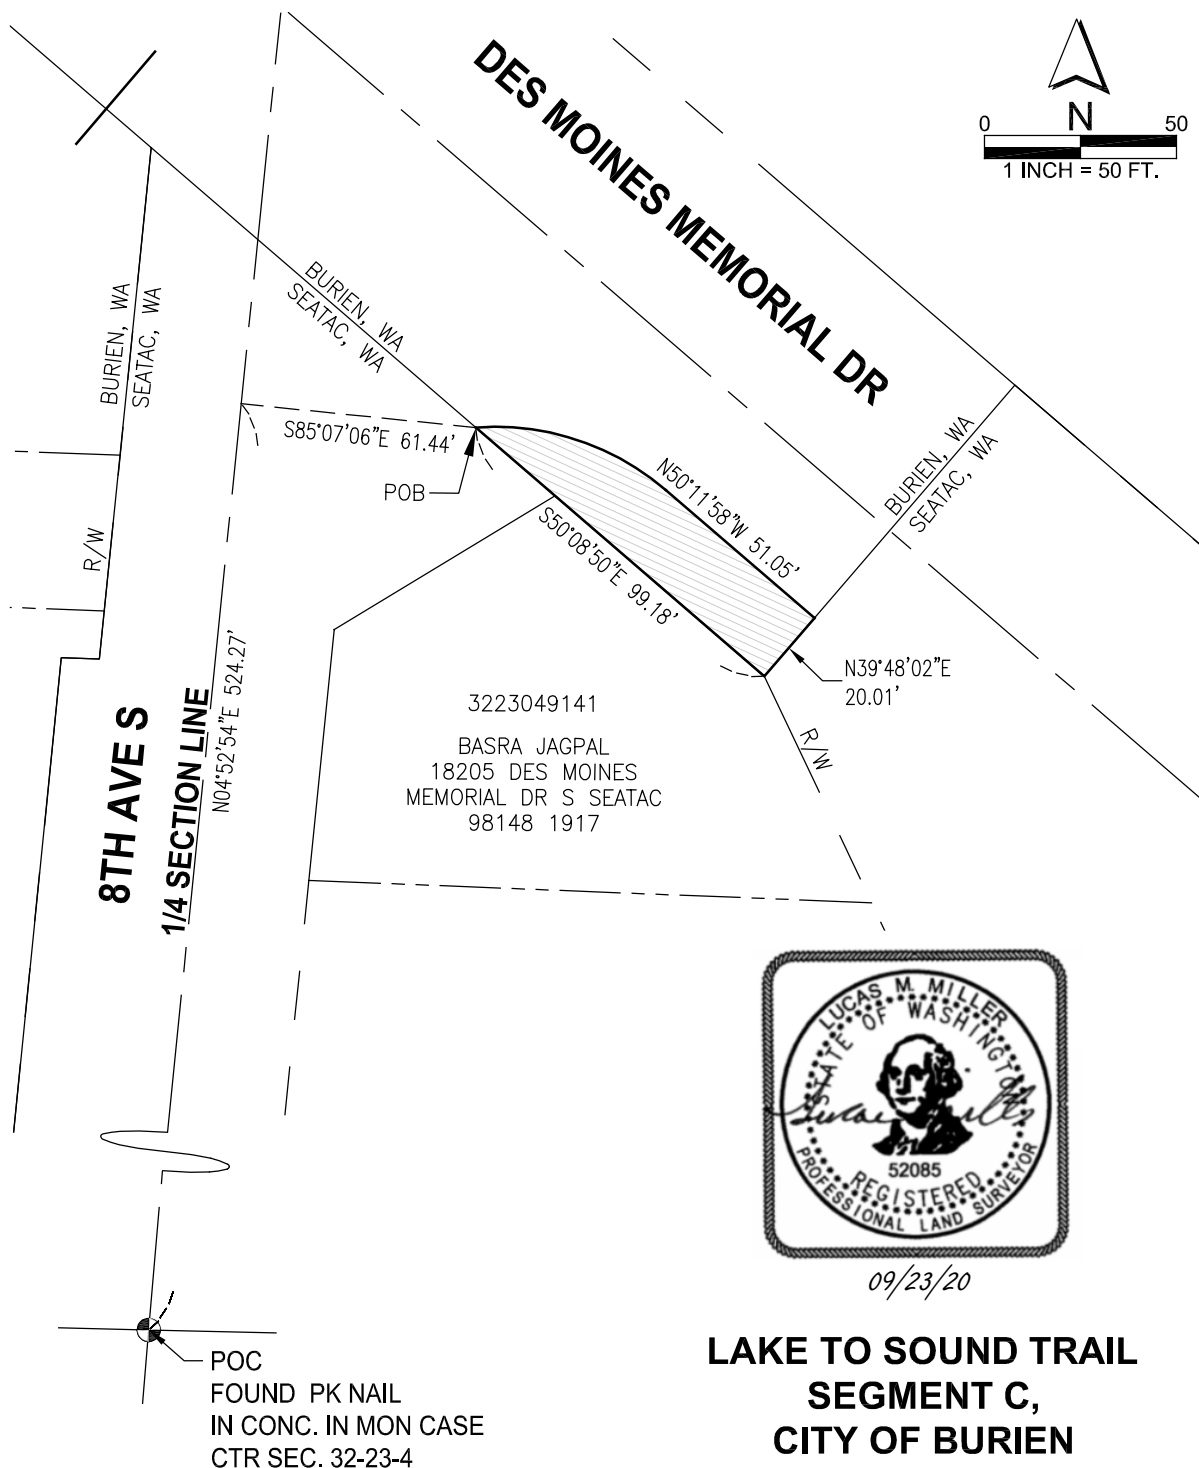 DES MOINES MEMORIAL DR
N
0 50
1 INCH = 50 FT.
BURIEN, WA
SEATAC, WA
BURIEN, WA
SEATAC, WA
BURIEN, WA
SEATAC, WA
S85°07'06"E 61.44'
POB
N50°11'58"W 51.05'
S50°08'50"E 99.18'
N39°48'02"E
20.01'
R/W
R/W
8TH AVE S
1/4 SECTION LINE
N04°52'54"E 524.27'
3223049141
BASRA JAGPAL
18205 DES MOINES
MEMORIAL DR S SEATAC
98148 1917
LUCAS M. MILLER
STATE OF WASHINGTON
52085
REGISTERED
PROFESSIONAL LAND SURVEYOR
09/23/20
POC
FOUND PK NAIL
IN CONC. IN MON CASE
CTR SEC. 32-23-4
LAKE TO SOUND TRAIL
SEGMENT C,
CITY OF BURIEN